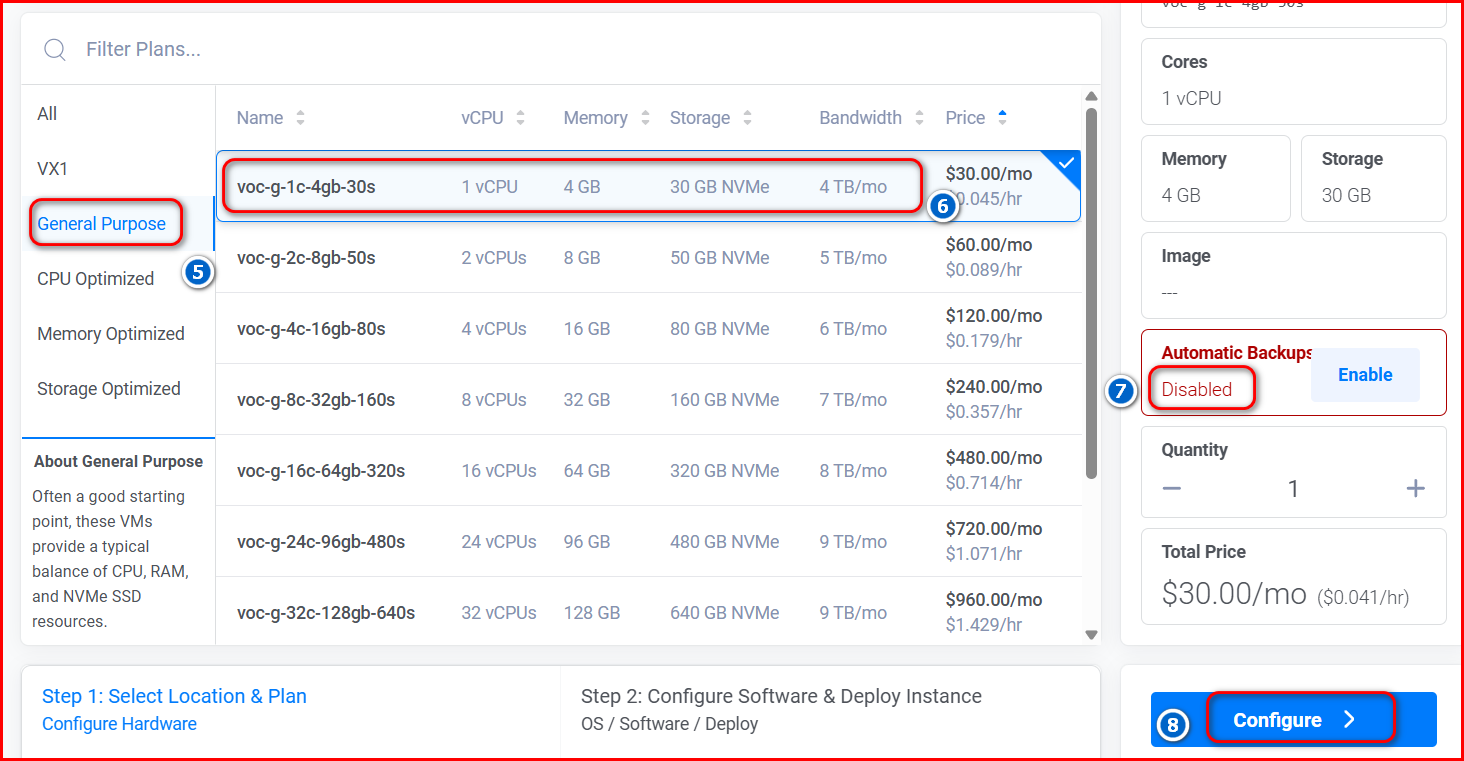 Filter Plans...
All
VX1
General Purpose
5
CPU Optimized
Memory Optimized
Storage Optimized
About General Purpose
Often a good starting
point, these VMs
provide a typical
balance of CPU, RAM,
and NVMe SSD
resources.
Name vCPU Memory Storage Bandwidth Price
voc-g-1c-4gb-30s 1 vCPU 4 GB 30 GB NVMe 4 TB/mo $30.00/mo
6 0.045/hr
voc-g-2c-8gb-50s 2 vCPUs 8 GB 50 GB NVMe 5 TB/mo $60.00/mo
$0.089/hr
voc-g-4c-16gb-80s 4 vCPUs 16 GB 80 GB NVMe 6 TB/mo $120.00/mo
$0.179/hr
voc-g-8c-32gb-160s 8 vCPUs 32 GB 160 GB NVMe 7 TB/mo $240.00/mo
$0.357/hr
voc-g-16c-64gb-320s 16 vCPUs 64 GB 320 GB NVMe 8 TB/mo $480.00/mo
$0.714/hr
voc-g-24c-96gb-480s 24 vCPUs 96 GB 480 GB NVMe 9 TB/mo $720.00/mo
$1.071/hr
voc-g-32c-128gb-640s 32 vCPUs 128 GB 640 GB NVMe 9 TB/mo $960.00/mo
$1.429/hr
voc-g-1c-4gb-30s
Cores
1 vCPU
Memory
4 GB
Storage
30 GB
Image
---
Automatic Backups
7 Disabled
Enable
Quantity
− 1 +
Total Price
$30.00/mo ($0.041/hr)
Step 1: Select Location & Plan
Configure Hardware
Step 2: Configure Software & Deploy Instance
OS / Software / Deploy
8 Configure